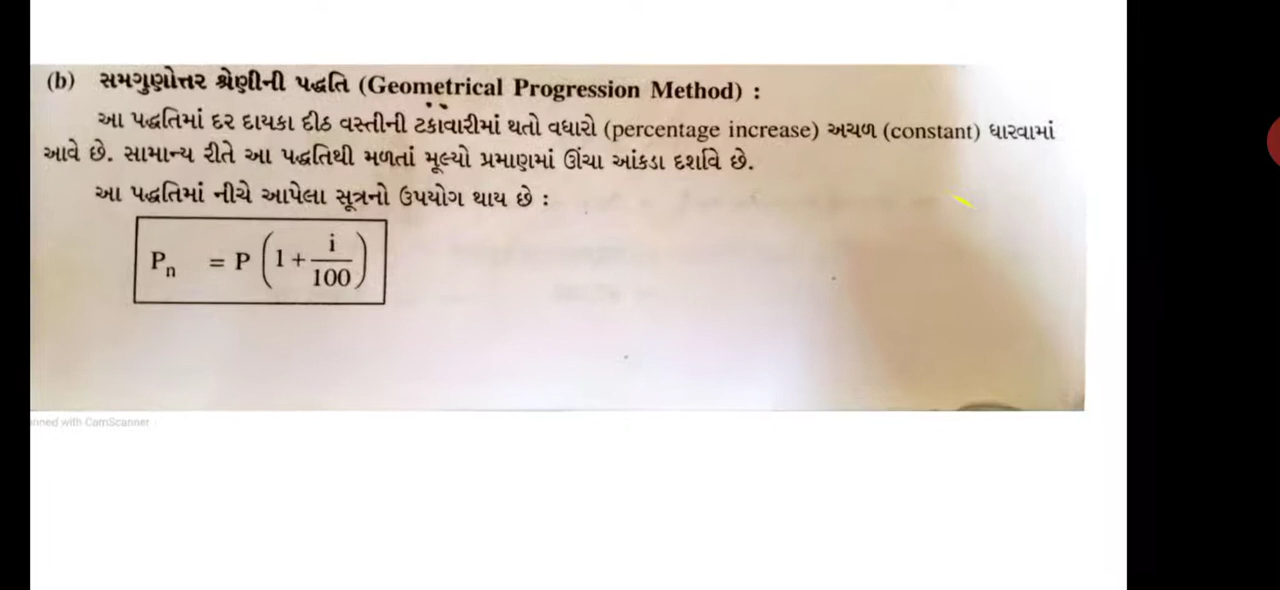 (b) સમગુણોત્તર શ્રેણીની પદ્ધતિ (Geometrical Progression Method) :
આ પદ્ધતિમાં દર દાયકા દીઠ વસ્તીની ટકાવારીમાં થતો વધારો (percentage increase) અચળ (constant) ધારવામાં
આવે છે. સામાન્ય રીતે આ પદ્ધતિથી મળતાં મૂલ્યો પ્રમાણમાં ઊંચા આંકડા દર્શાવે છે.
આ પદ્ધતિમાં નીચે આપેલા સૂત્રનો ઉપયોગ થાય છે :
Pn = P (1 + i/100)
nned with CamScanner